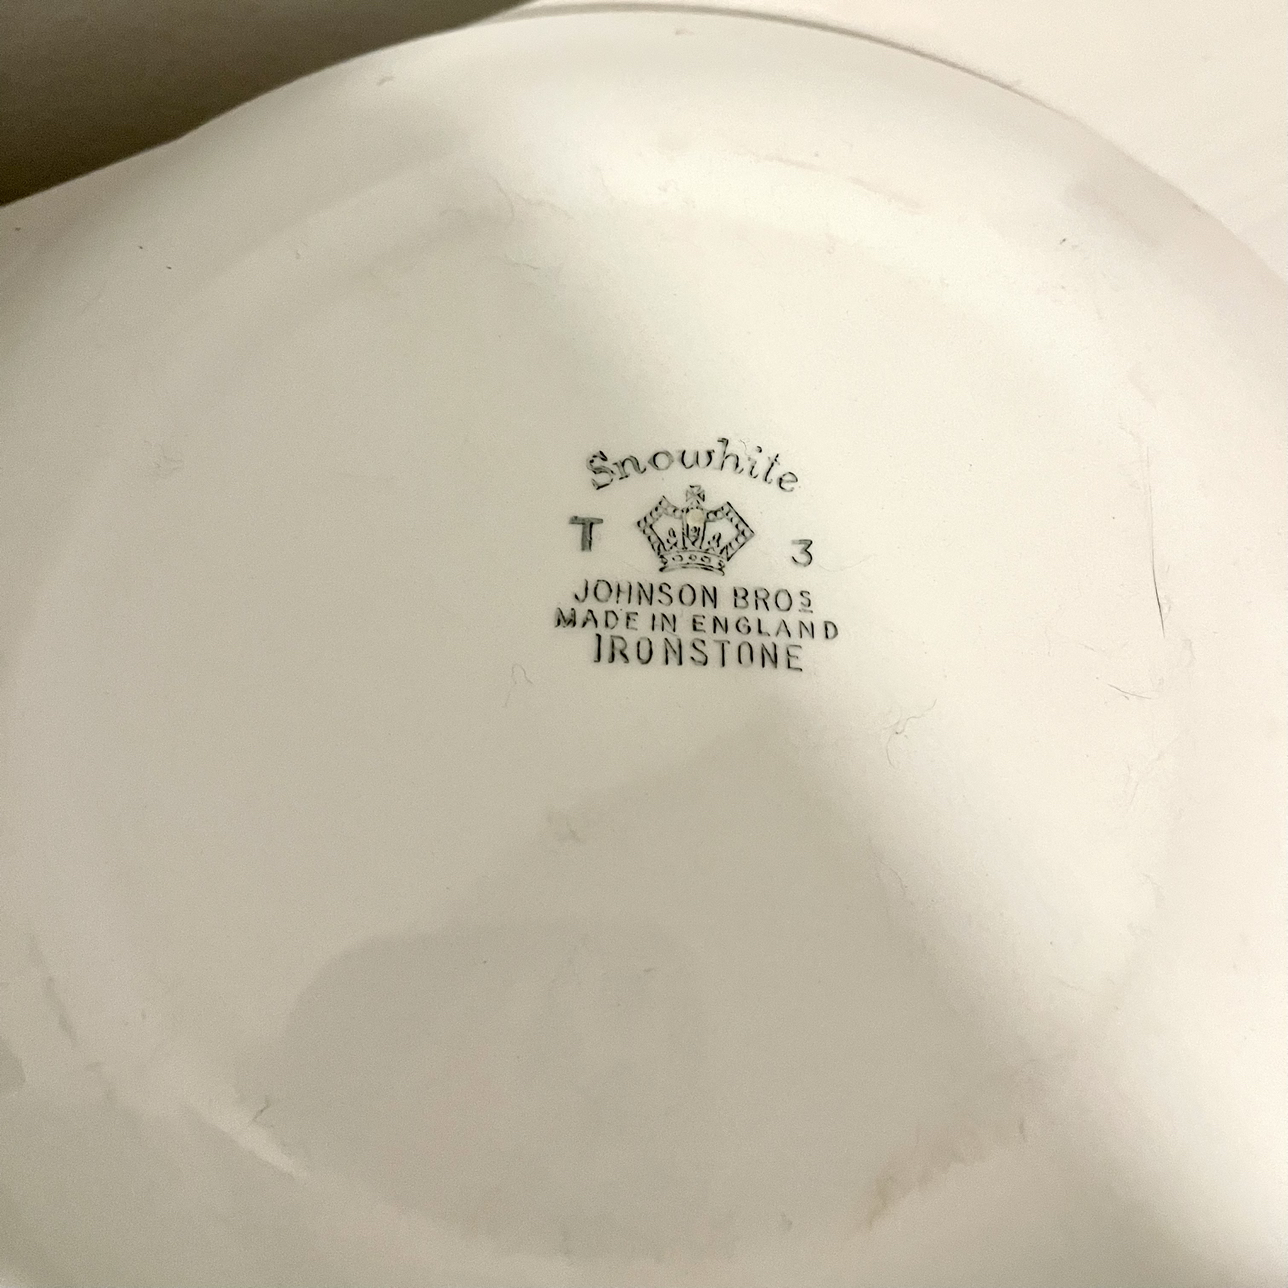 Snowhite
T 3
JOHNSON BROS
MADE IN ENGLAND
IRONSTONE